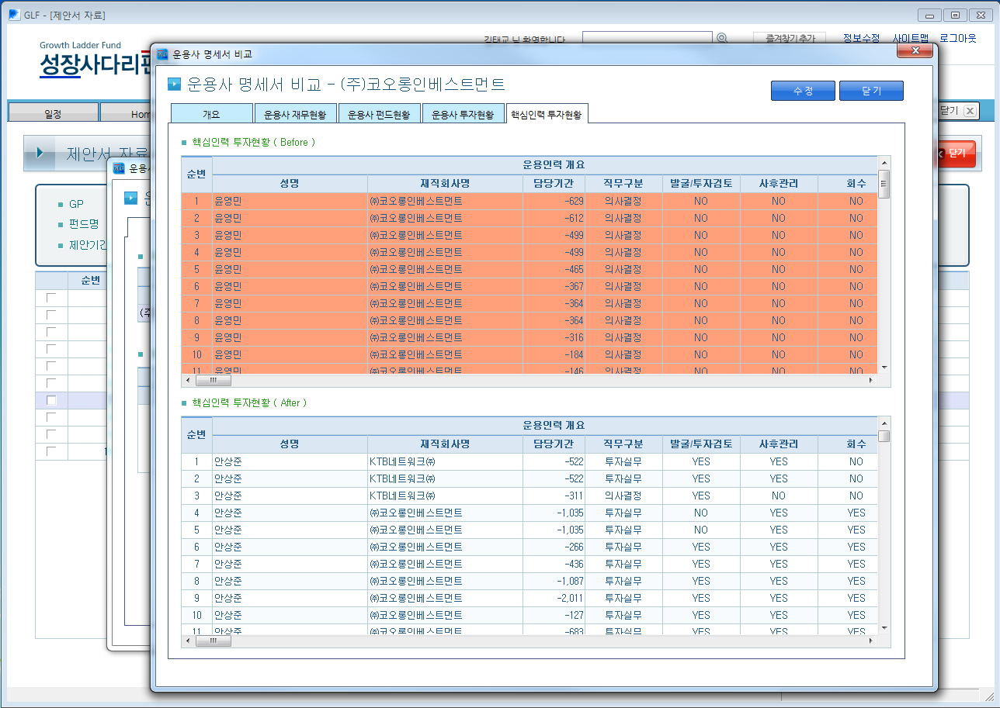 GLF - [제안서 자료]
Growth Ladder Fund
성장사다리펀
김태교 님 환영합니다
즐겨찾기 추가
정보수정 사이트맵 로그아웃
운용사 명세서 비교
운용사 명세서 비교 - (주)코오롱인베스트먼트
수정 닫기
일정
Hom
닫기
개요 운용사 재무현황 운용사 펀드현황 운용사 투자현황 핵심인력 투자현황
제안서 자료
닫기
운용
GP
펀드명
제안기간
순번
(주
핵심인력 투자현황 ( Before )
순번 운용인력 개요
성명 재직회사명 담당기간 직무구분 발굴/투자검토 사후관리 회수
1 윤영민 ㈜코오롱인베스트먼트 -629 의사결정 NO NO NO
2 윤영민 ㈜코오롱인베스트먼트 -612 의사결정 NO NO NO
3 윤영민 ㈜코오롱인베스트먼트 -499 의사결정 NO NO NO
4 윤영민 ㈜코오롱인베스트먼트 -499 의사결정 NO NO NO
5 윤영민 ㈜코오롱인베스트먼트 -465 의사결정 NO NO NO
6 윤영민 ㈜코오롱인베스트먼트 -367 의사결정 NO NO NO
7 윤영민 ㈜코오롱인베스트먼트 -364 의사결정 NO NO NO
8 윤영민 ㈜코오롱인베스트먼트 -364 의사결정 NO NO NO
9 윤영민 ㈜코오롱인베스트먼트 -316 의사결정 NO NO NO
10 윤영민 ㈜코오롱인베스트먼트 -184 의사결정 NO NO NO
11 윤영민 ㈜코오롱인베스트먼트 -146 의사결정 NO NO NO
핵심인력 투자현황 ( After )
순번 운용인력 개요
성명 재직회사명 담당기간 직무구분 발굴/투자검토 사후관리 회수
1 안상준 KTB네트워크㈜ -522 투자실무 YES YES NO
2 안상준 KTB네트워크㈜ -522 투자실무 YES YES NO
3 안상준 KTB네트워크㈜ -311 의사결정 YES NO NO
4 안상준 ㈜코오롱인베스트먼트 -1,035 투자실무 NO YES YES
5 안상준 ㈜코오롱인베스트먼트 -1,035 투자실무 NO YES YES
6 안상준 ㈜코오롱인베스트먼트 -266 투자실무 YES YES YES
7 안상준 ㈜코오롱인베스트먼트 -436 투자실무 YES YES YES
8 안상준 ㈜코오롱인베스트먼트 -1,087 투자실무 YES YES YES
9 안상준 ㈜코오롱인베스트먼트 -2,011 투자실무 YES YES YES
10 안상준 ㈜코오롱인베스트먼트 -127 투자실무 YES YES YES
11 안상준 ㈜코오롱인베스트먼트 -683 투자실무 YES YES YES